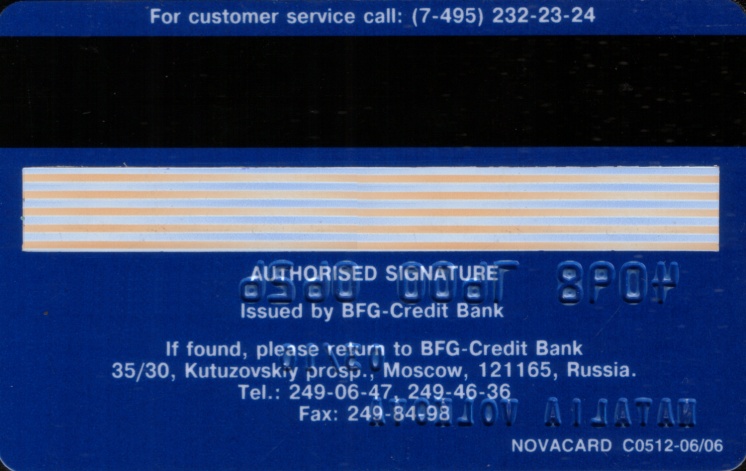 For customer service call: (7-495) 232-23-24
AUTHORISED SIGNATURE
Issued by BFG-Credit Bank
If found, please return to BFG-Credit Bank
35/30, Kutuzovskiy prosp., Moscow, 121165, Russia.
Tel.: 249-06-47, 249-46-36
Fax: 249-84-98
NOVACARD C0512-06/06